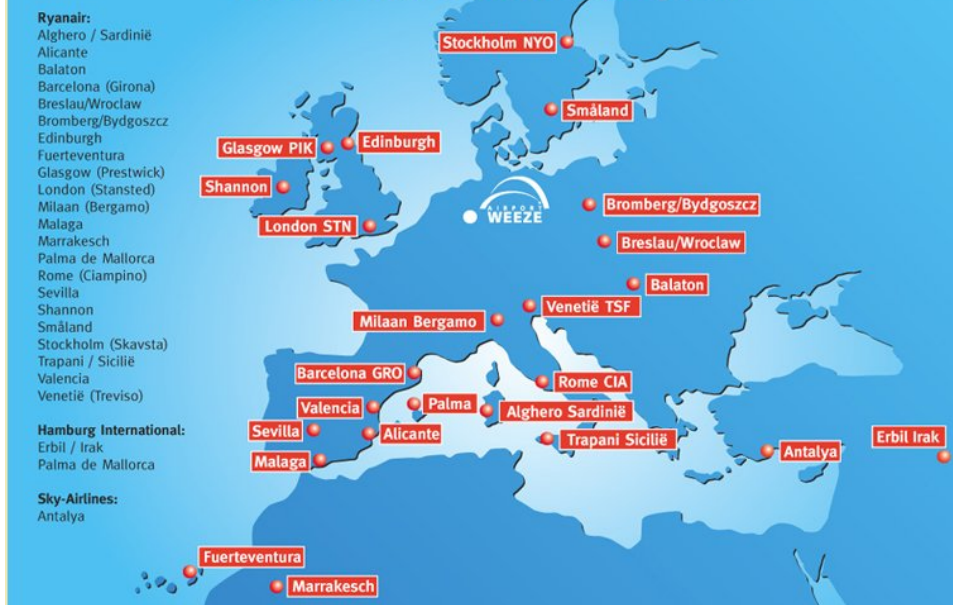 Ryanair:
Alghero / Sardinië
Alicante
Balaton
Barcelona (Girona)
Breslau/Wroclaw
Bromberg/Bydgoszcz
Edinburgh
Fuerteventura
Glasgow (Prestwick)
London (Stansted)
Milaan (Bergamo)
Malaga
Marrakesch
Palma de Mallorca
Rome (Ciampino)
Sevilla
Shannon
Småland
Stockholm (Skavsta)
Trapani / Sicilië
Valencia
Venetië (Treviso)
Hamburg International:
Erbil / Irak
Palma de Mallorca
Sky-Airlines:
Antalya
Stockholm NYO
Småland
Glasgow PIK
Edinburgh
Shannon
London STN
AIRPORT
WEEZE
Bromberg/Bydgoszcz
Breslau/Wroclaw
Balaton
Venetië TSF
Milaan Bergamo
Barcelona GRO
Rome CIA
Valencia
Palma
Alghero Sardinië
Sevilla
Alicante
Trapani Sicilië
Malaga
Antalya
Erbil Irak
Fuerteventura
Marrakesch